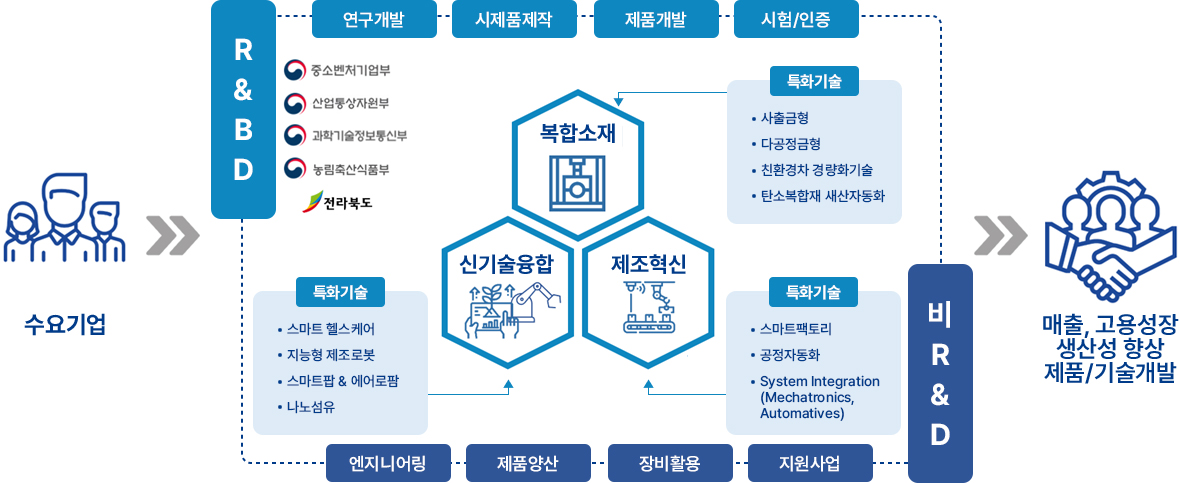 연구개발
시제품제작
제품개발
시험/인증
R
&
B
D
중소벤처기업부
산업통상자원부
과학기술정보통신부
농림축산식품부
전라북도
복합소재
특화기술
• 사출금형
• 다공정금형
• 친환경차 경량화기술
• 탄소복합재 새산자동화
수요기업
신기술융합
제조혁신
특화기술
• 스마트 헬스케어
• 지능형 제조로봇
• 스마트팜 & 에어로팜
• 나노섬유
특화기술
• 스마트팩토리
• 공정자동화
• System Integration
(Mechatronics,
Automatives)
비
R
&
D
매출, 고용성장
생산성 향상
제품/기술개발
엔지니어링
제품양산
장비활용
지원사업